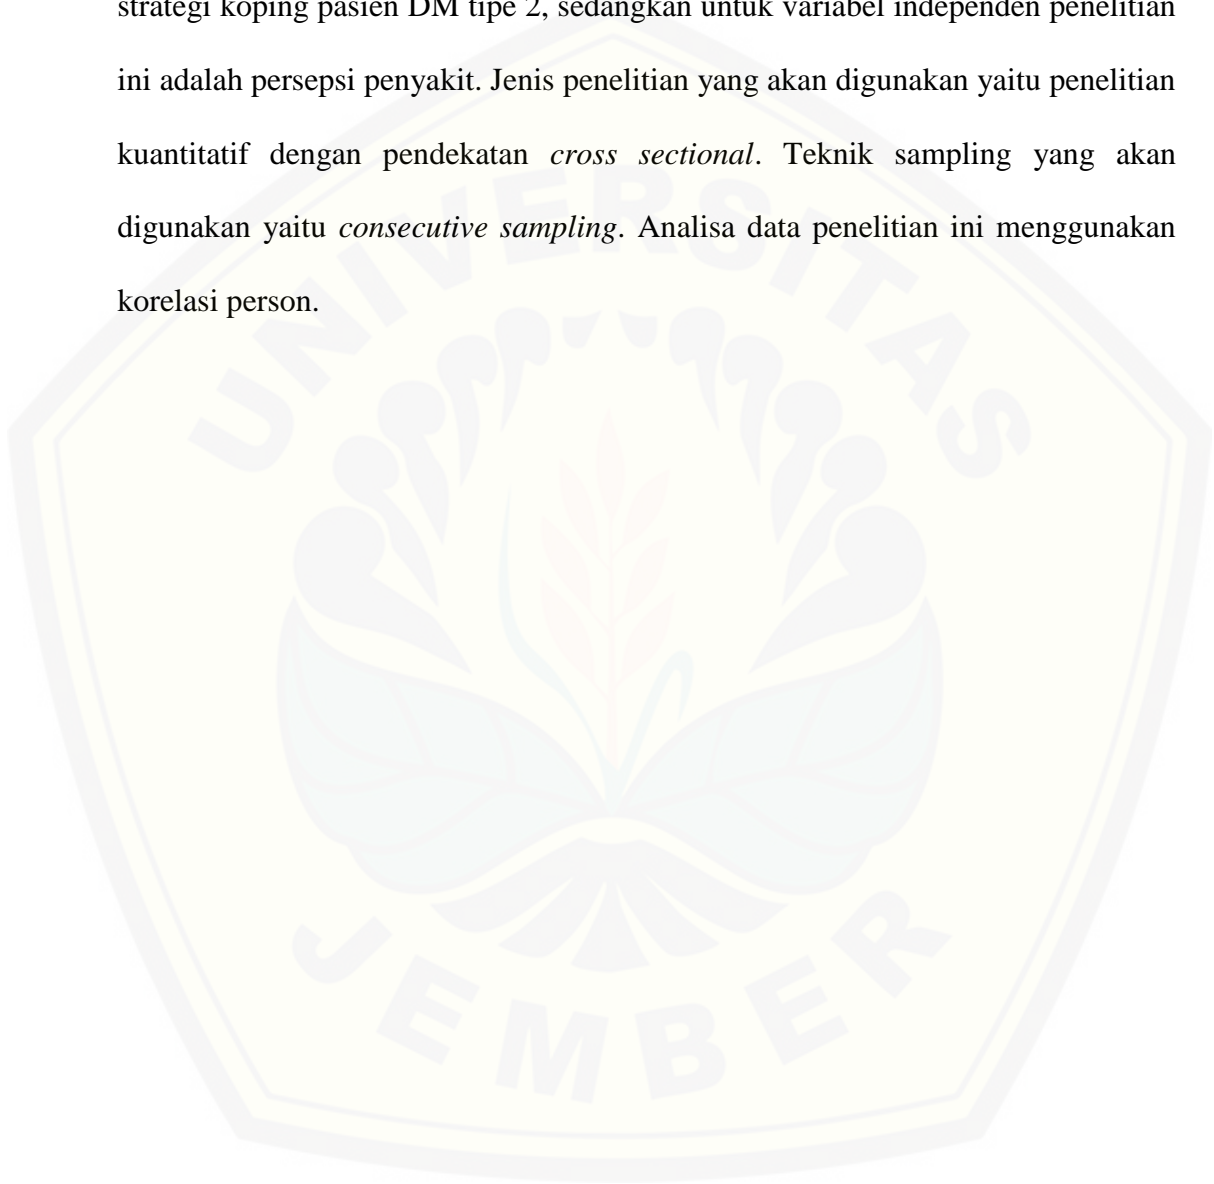 strategi koping pasien DM tipe 2, sedangkan untuk variabel independen penelitian
ini adalah persepsi penyakit. Jenis penelitian yang akan digunakan yaitu penelitian
kuantitatif dengan pendekatan cross sectional. Teknik sampling yang akan
digunakan yaitu consecutive sampling. Analisa data penelitian ini menggunakan
korelasi person.
UNIVERSITAS
JEMBER